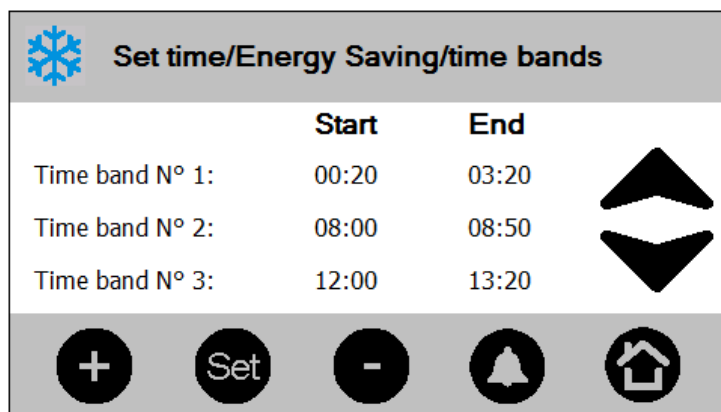 Set time/Energy Saving/time bands
Start End
Time band N° 1: 00:20 03:20
Time band N° 2: 08:00 08:50
Time band N° 3: 12:00 13:20
+ Set -